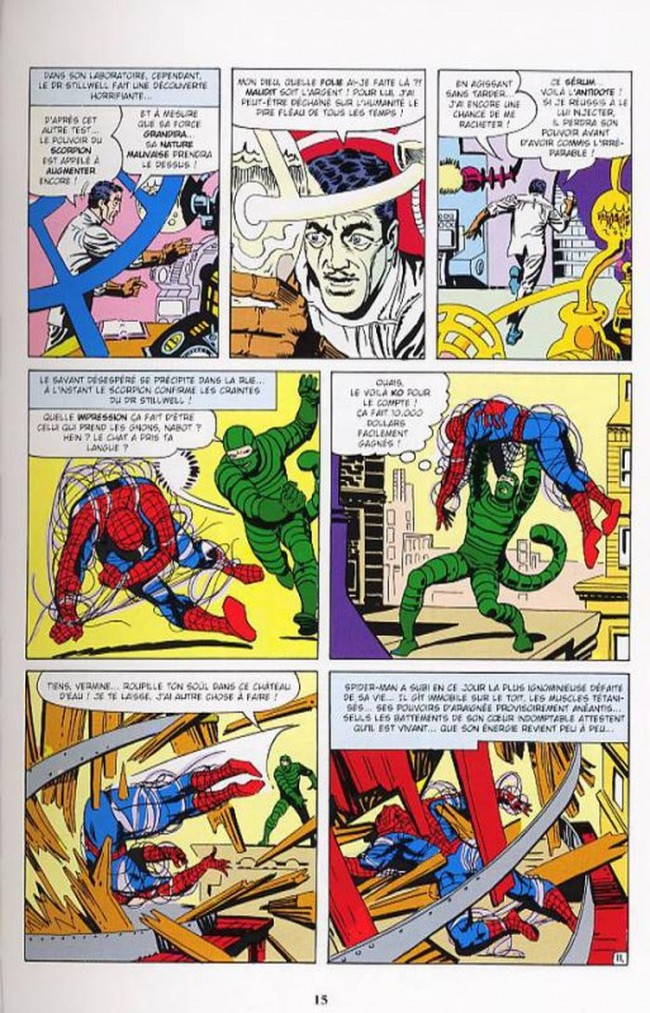 DANS SON LABORATOIRE, CEPENDANT,
LE DR STILLWELL FAIT UNE DÉCOUVERTE
HORRIFIANTE...
D'APRÈS CET
AUTRE TEST...
LE POUVOIR DU
SCORPION
EST APPELÉ À
AUGMENTER
ENCORE !
ET À MESURE
QUE SA FORCE
GRANDIRA...
SA NATURE
MAUVAISE PRENDRA
LE DESSUS !
MON DIEU, QUELLE FOLIE AI-JE FAITE LÀ ?!
MAUDIT SOIT L'ARGENT ! POUR LUI, J'AI
PEUT-ÊTRE DÉCHAÎNÉ SUR L'HUMANITÉ LE
PIRE FLÉAU DE TOUS LES TEMPS !
EN AGISSANT
SANS TARDER...
J'AI ENCORE UNE
CHANCE DE ME
RACHETER !
CE SÉRUM...
VOILÀ L'ANTIDOTE !
SI JE RÉUSSIS À LE
LUI INJECTER,
IL PERDRA SON
POUVOIR AVANT
D'AVOIR COMMIS L'IRRÉ-
PARABLE !
LE SAVANT DÉSESPÉRÉ SE PRÉCIPITE DANS LA RUE...
À L'INSTANT LE SCORPION CONFIRME LES CRAINTES
DU DR STILLWELL !
QUELLE IMPRESSION ÇA FAIT D'ÊTRE
CELUI QUI PREND LES GNONS, NABOT ?
HEIN ? LE CHAT A PRIS TA
LANGUE ?
OUAIS,
LE VOILÀ KO POUR
LE COMPTE !
ÇA FAIT 10.000
DOLLARS
FACILEMENT
GAGNÉS !
TIENS, VERMINE... ROUPILLE TON SOÛL DANS CE CHÂTEAU
D'EAU ! JE TE LAISSE, J'AI AUTRE CHOSE À FAIRE !
SPIDER-MAN A SUBI EN CE JOUR LA PLUS IGNOMINIEUSE DÉFAITE
DE SA VIE... IL GÎT IMMOBILE SUR LE TOIT, LES MUSCLES TÉTANI-
SÉS... SES POUVOIRS D'ARAIGNÉE PROVISOIREMENT ANÉANTIS...
SEULS LES BATTEMENTS DE SON CŒUR INDOMPTABLE ATTESTENT
QU'IL EST VIVANT... QUE SON ÉNERGIE REVIENT PEU À PEU...
11.
15